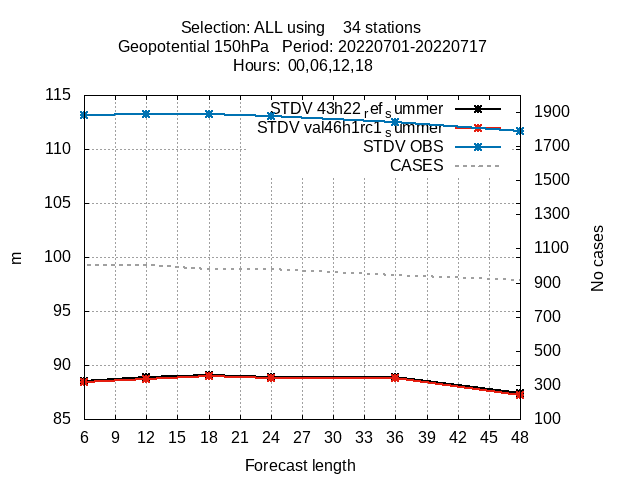 Selection: ALL using 34 stations
Geopotential 150hPa Period: 20220701-20220717
Hours: 00,06,12,18
115
110
105
100
95
90
85
m
STDV 43h22,ef_summer
STDV val46h1rc1_summer
STDV OBS
CASES
1900
1700
1500
1300
1100
900
700
500
300
100
No cases
6 9 12 15 18 21 24 27 30 33 36 39 42 45 48
Forecast length